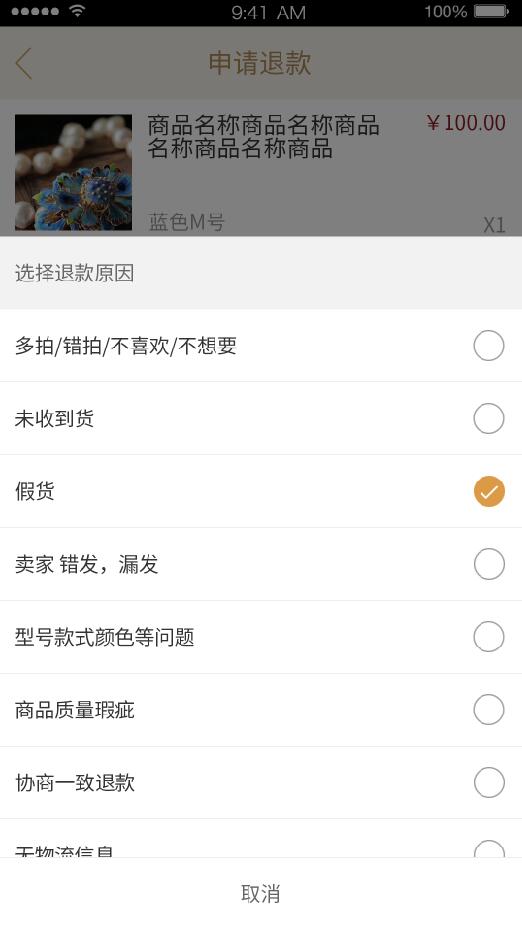 9:41 AM
100%
申请退款
商品名称商品名称商品
名称商品名称商品
￥100.00
蓝色M号
X1
选择退款原因
多拍/错拍/不喜欢/不想要
未收到货
假货
卖家 错发，漏发
型号款式颜色等问题
商品质量瑕疵
协商一致退款
无物流信息
取消